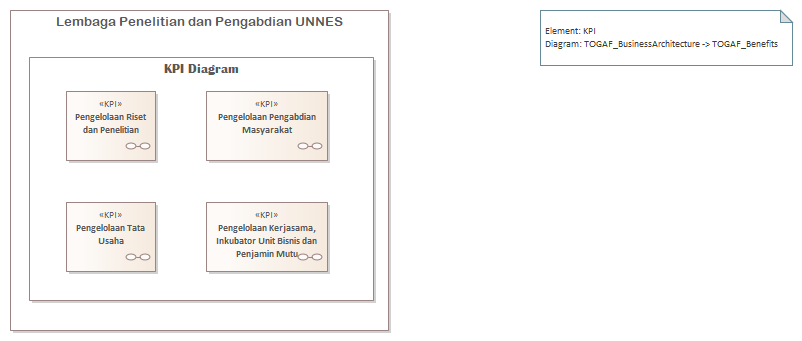 Lembaga Penelitian dan Pengabdian UNNES
KPI Diagram
«KPI»
Pengelolaan Riset
dan Penelitian
«KPI»
Pengelolaan Pengabdian
Masyarakat
«KPI»
Pengelolaan Tata
Usaha
«KPI»
Pengelolaan Kerjasama,
Inkubator Unit Bisnis dan
Penjamin Mutu
Element: KPI
Diagram: TOGAF_BusinessArchitecture -> TOGAF_Benefits